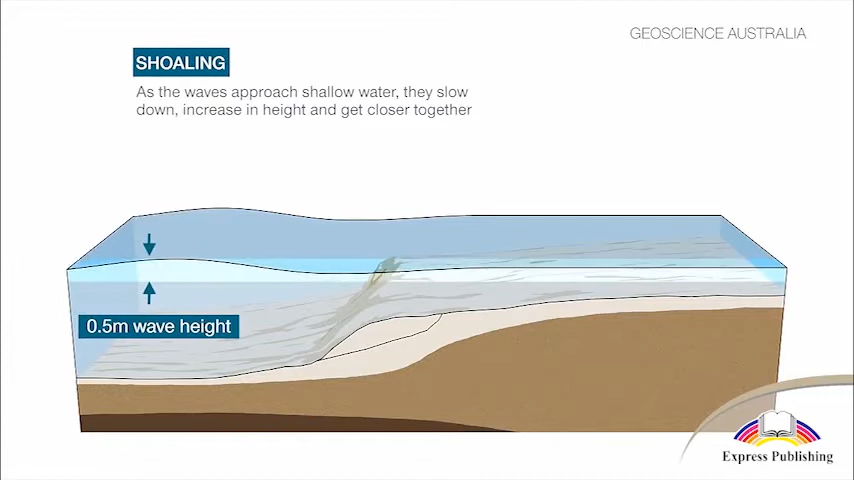 GEOSCIENCE AUSTRALIA
SHOALING
As the waves approach shallow water, they slow
down, increase in height and get closer together
0.5m wave height
Express Publishing